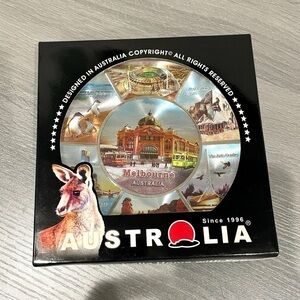 ★ DESIGNED IN AUSTRALIA COPYRIGHT© ALL RIGHTS RESERVED ★
Melbourne
AUSTRALIA
Since 1996
AUSTRALIA®